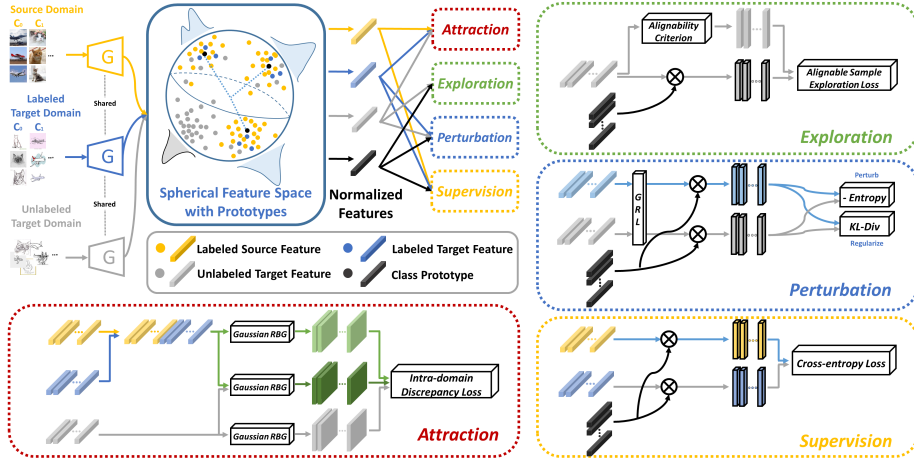 Source Domain
C₀ C₁
...
G
Shared
Labeled
Target Domain
C₀ C₁
...
G
Shared
Unlabeled
Target Domain
...
G
Spherical Feature Space
with Prototypes
Normalized
Features
Attraction
Exploration
Perturbation
Supervision
Labeled Source Feature
Labeled Target Feature
Unlabeled Target Feature
Class Prototype
Alignability
Criterion
Alignable Sample
Exploration Loss
Exploration
GRL
Perturb
- Entropy
KL-Div
Regularize
Perturbation
Gaussian RBG
Gaussian RBG
Gaussian RBG
Intra-domain
Discrepancy Loss
Attraction
Cross-entropy Loss
Supervision